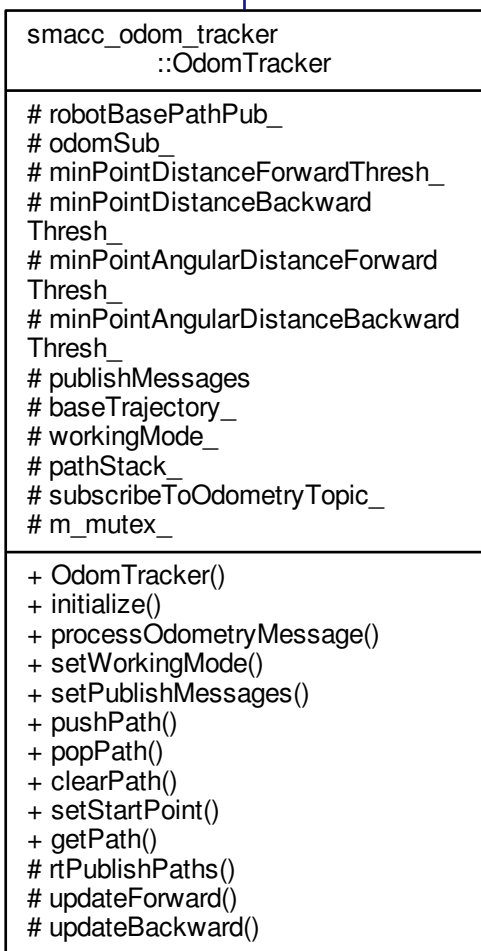 smacc_odom_tracker
::OdomTracker
# robotBasePathPub_
# odomSub_
# minPointDistanceForwardThresh_
# minPointDistanceBackward
Thresh_
# minPointAngularDistanceForward
Thresh_
# minPointAngularDistanceBackward
Thresh_
# publishMessages
# baseTrajectory_
# workingMode_
# pathStack_
# subscribeToOdometryTopic_
# m_mutex_
+ OdomTracker()
+ initialize()
+ processOdometryMessage()
+ setWorkingMode()
+ setPublishMessages()
+ pushPath()
+ popPath()
+ clearPath()
+ setStartPoint()
+ getPath()
# rtPublishPaths()
# updateForward()
# updateBackward()